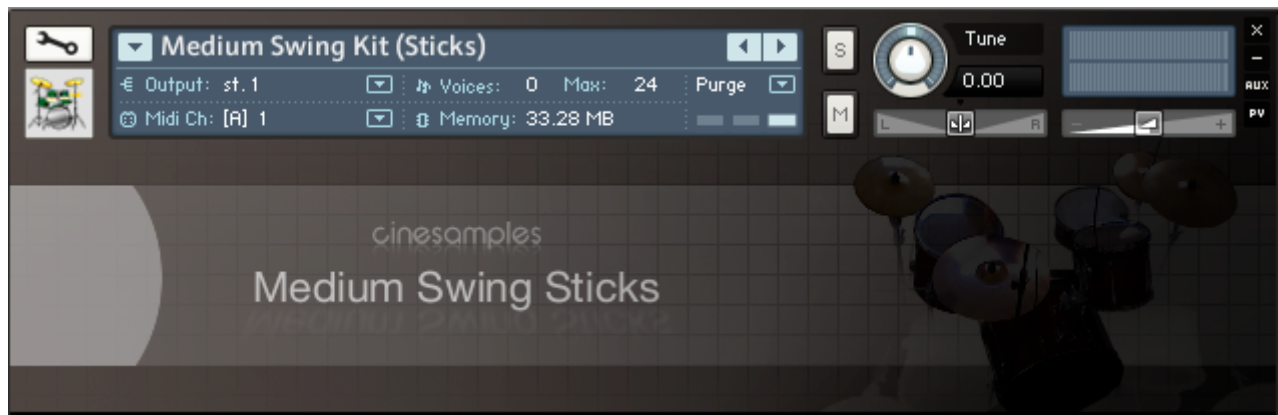 Medium Swing Kit (Sticks)
Output: st. 1
Voices: 0 Max: 24
Purge
Midi Ch: [A] 1
Memory: 33.28 MB
S
M
Tune
0.00
L R
- +
×
-
AUX
PV
cinesamples
Medium Swing Sticks